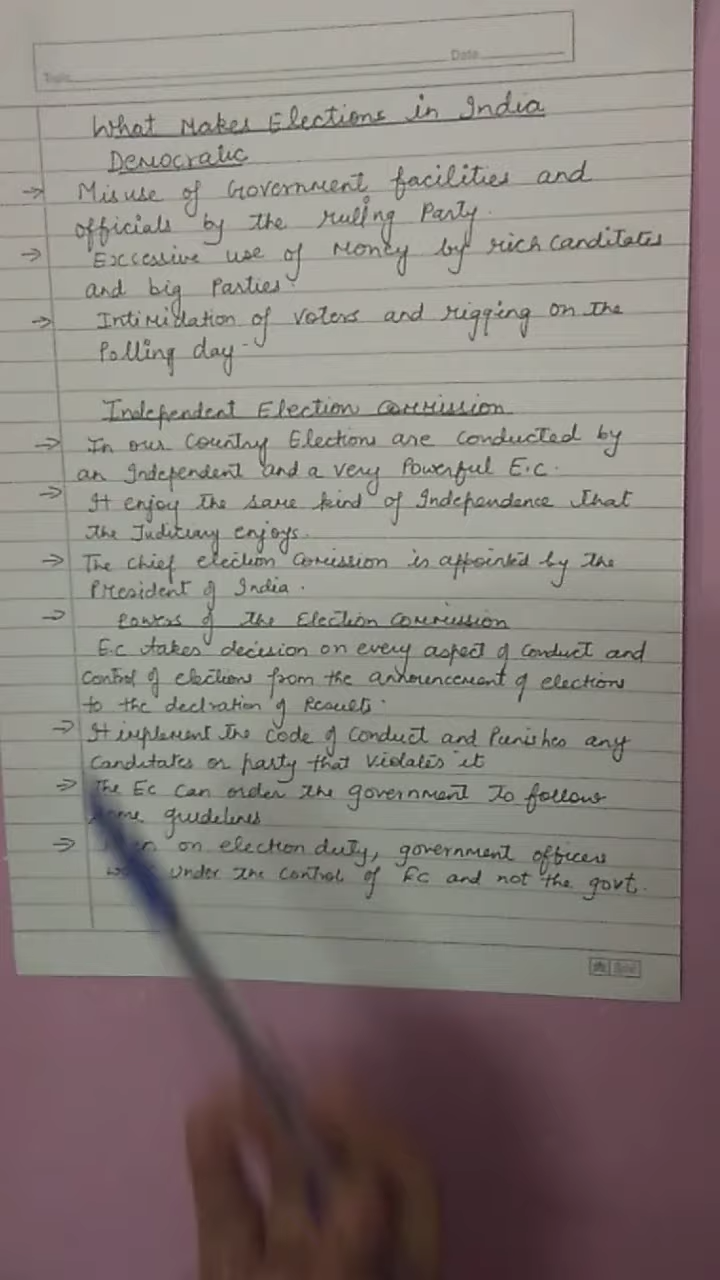 Date
What Makes Elections in India
Democratic
→ Misuse of Government facilities and
officials by the ruling Party.
→ Excessive use of Money by rich canditates
and big Parties.
→ Intimidation of voters and rigging on the
Polling day.
Independent Election Commission
→ In our Country Elections are conducted by
an Independent and a very Powerful E.C.
→ It enjoy the same kind of Independence that
the Juditiary enjoys.
→ The chief election Comission is appointed by the
President of India.
→ Powers of the Election Commission
E.C takes decision on every aspect of conduct and
control of elections from the announcement of elections
to the declration of Results.
→ It implement the code of Conduct and Punishes any
Canditates or party that violates it
→ The EC can order the government to follow
guidelines
→ on election duty, government officers
under the control of EC and not the govt.